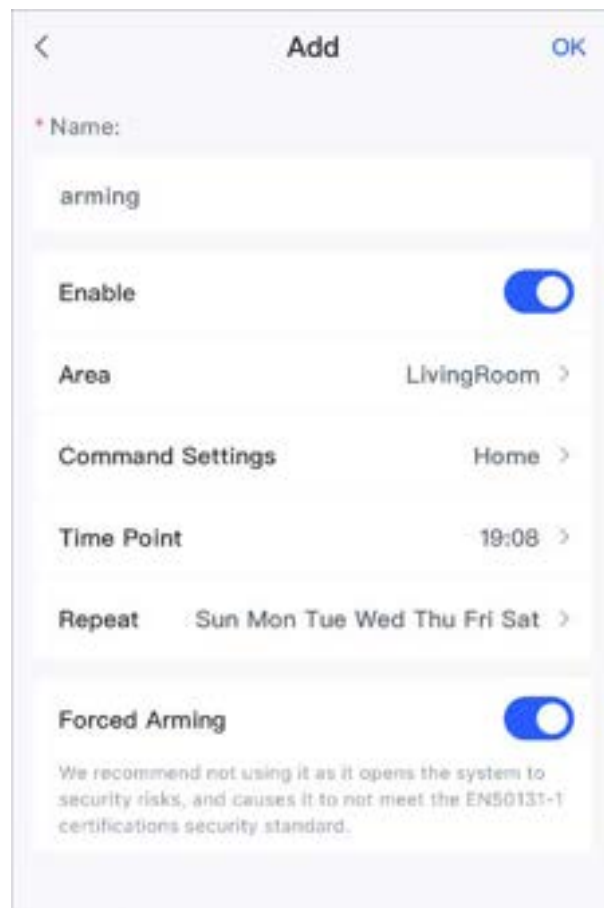 Add OK
* Name:
arming
Enable
Area LivingRoom
Command Settings Home
Time Point 19:08
Repeat Sun Mon Tue Wed Thu Fri Sat
Forced Arming
We recommend not using it as it opens the system to
security risks, and causes it to not meet the EN50131-1
certifications security standard.